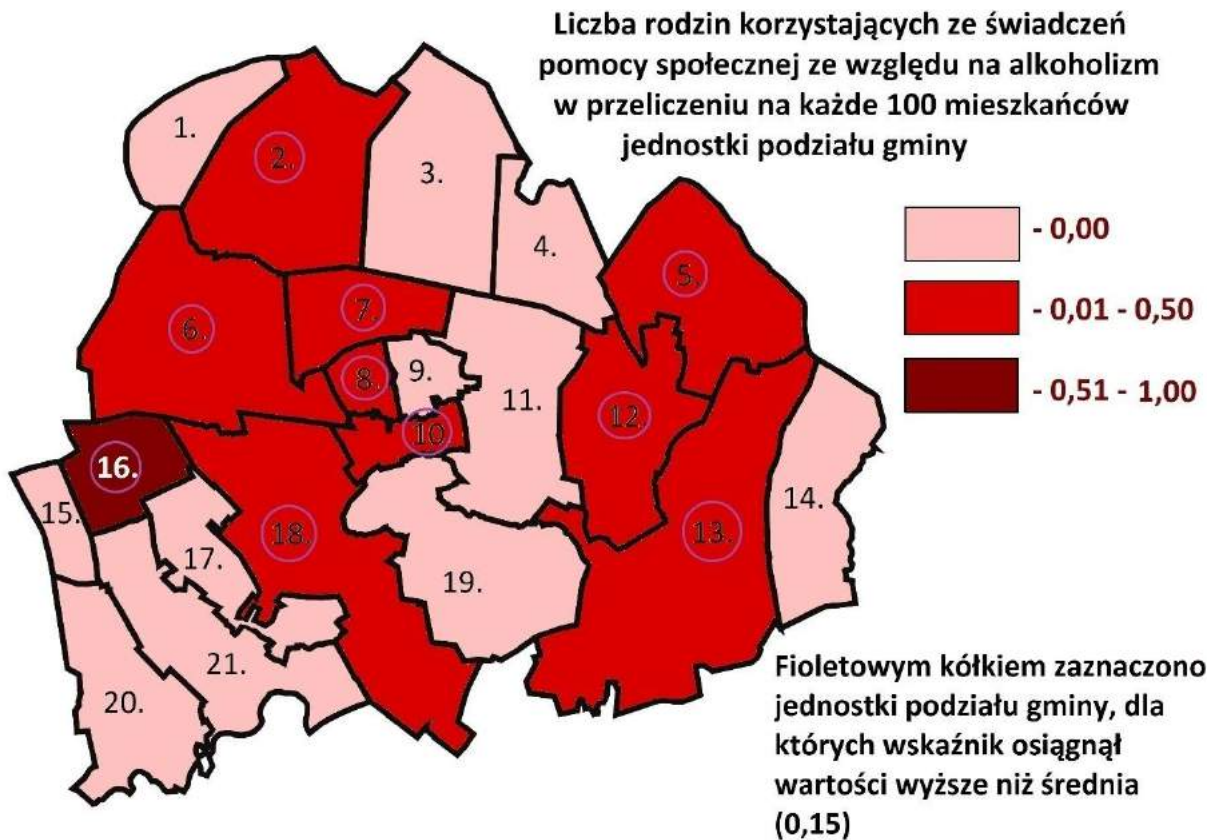 Liczba rodzin korzystających ze świadczeń
pomocy społecznej ze względu na alkoholizm
w przeliczeniu na każde 100 mieszkańców
jednostki podziału gminy
- 0,00
- 0,01 - 0,50
- 0,51 - 1,00
1.
2.
3.
4.
5.
6.
7.
8.
9.
10
11.
12.
13.
14.
15.
16.
17.
18.
19.
20.
21.
Fioletowym kółkiem zaznaczono
jednostki podziału gminy, dla
których wskaźnik osiągnął
wartości wyższe niż średnia
(0,15)